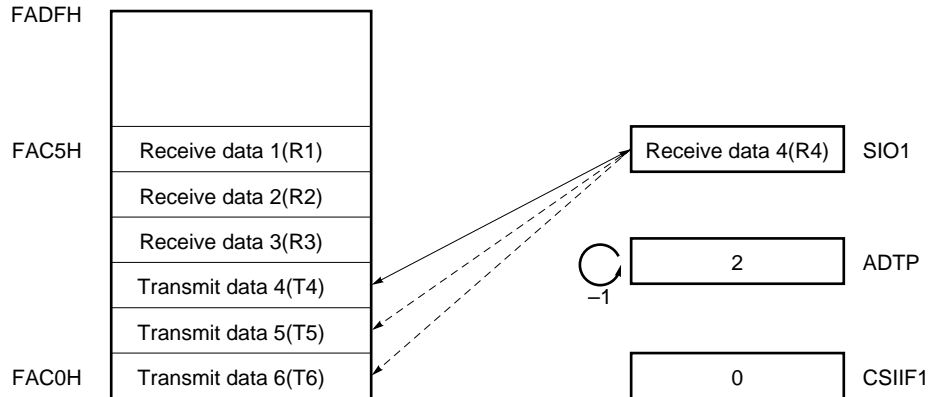 FADFH
FAC5H Receive data 1(R1) Receive data 4(R4) SIO1
Receive data 2(R2)
Receive data 3(R3) 2 ADTP
Transmit data 4(T4) –1
Transmit data 5(T5)
FAC0H Transmit data 6(T6) 0 CSIIF1